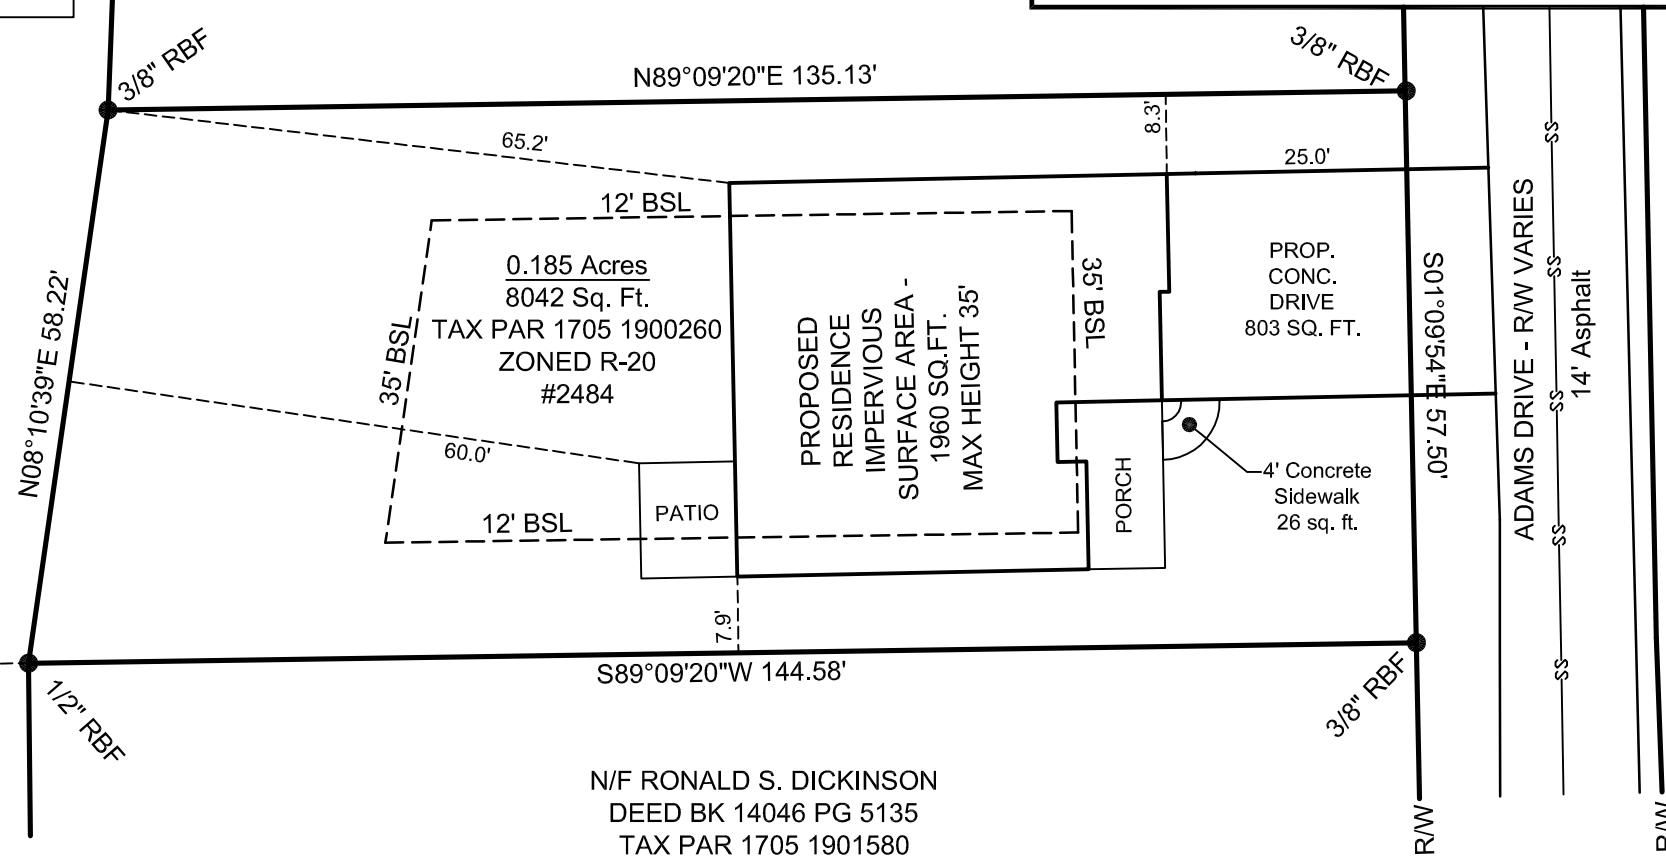 3/8" RBF
N89°09'20"E 135.13'
3/8" RBF
8.3'
65.2'
25.0'
12' BSL
0.185 Acres
8042 Sq. Ft.
TAX PAR 1705 1900260
ZONED R-20
#2484
35' BSL
N08°10'39"E 58.22'
60.0'
12' BSL
PATIO
PROPOSED
RESIDENCE
IMPERVIOUS
SURFACE AREA -
1960 SQ.FT.
MAX HEIGHT 35'
35' BSL
PORCH
PROP.
CONC.
DRIVE
803 SQ. FT.
4' Concrete
Sidewalk
26 sq. ft.
S01°09'54"E 57.50'
ADAMS DRIVE - R/W VARIES
14' Asphalt
SS
SS
SS
SS
SS
7.9'
S89°09'20"W 144.58'
1/2" RBF
3/8" RBF
N/F RONALD S. DICKINSON
DEED BK 14046 PG 5135
TAX PAR 1705 1901580
R/W
R/W